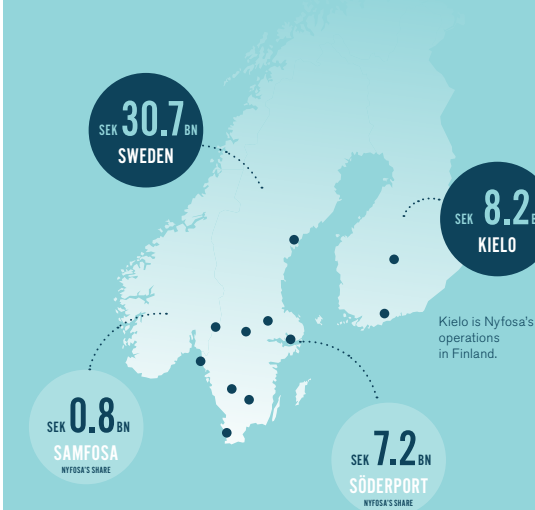 SEK 30.7 BN
SWEDEN
SEK 8.2
KIELO
Kielo is Nyfosa's
operations
in Finland.
SEK 0.8 BN
SAMFOSA
NYFOSA'S SHARE
SEK 7.2 BN
SÖDERPORT
NYFOSA'S SHARE